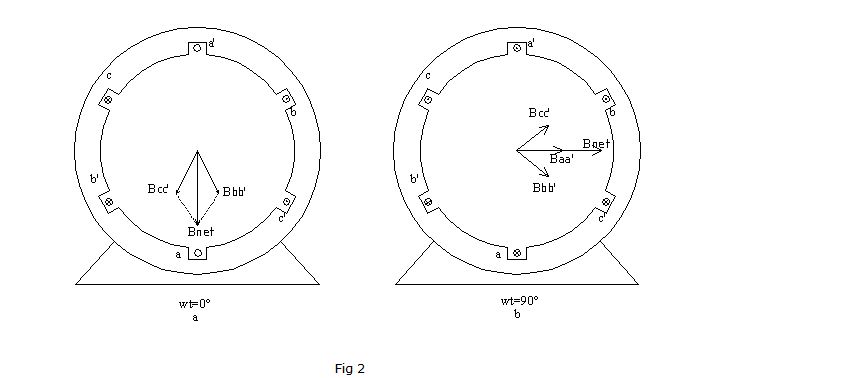 a'
c
b
b'
Bcc'
Bbb'
Bnet
c'
a
wt=0°
a
a'
c
b
Bcc'
Bnet
Baa'
b'
Bbb'
c'
a
wt=90°
b
Fig 2